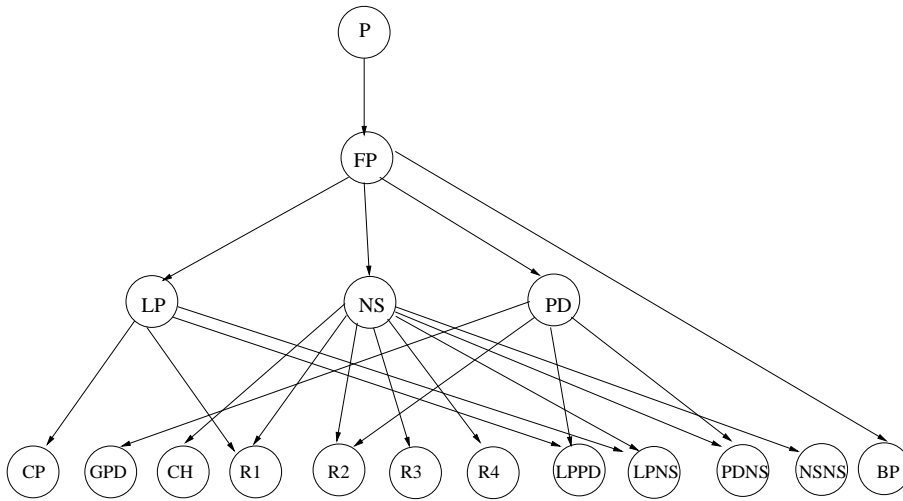 P
FP
LP NS PD
CP GPD CH R1 R2 R3 R4 LPPD LPNS PDNS NSNS BP